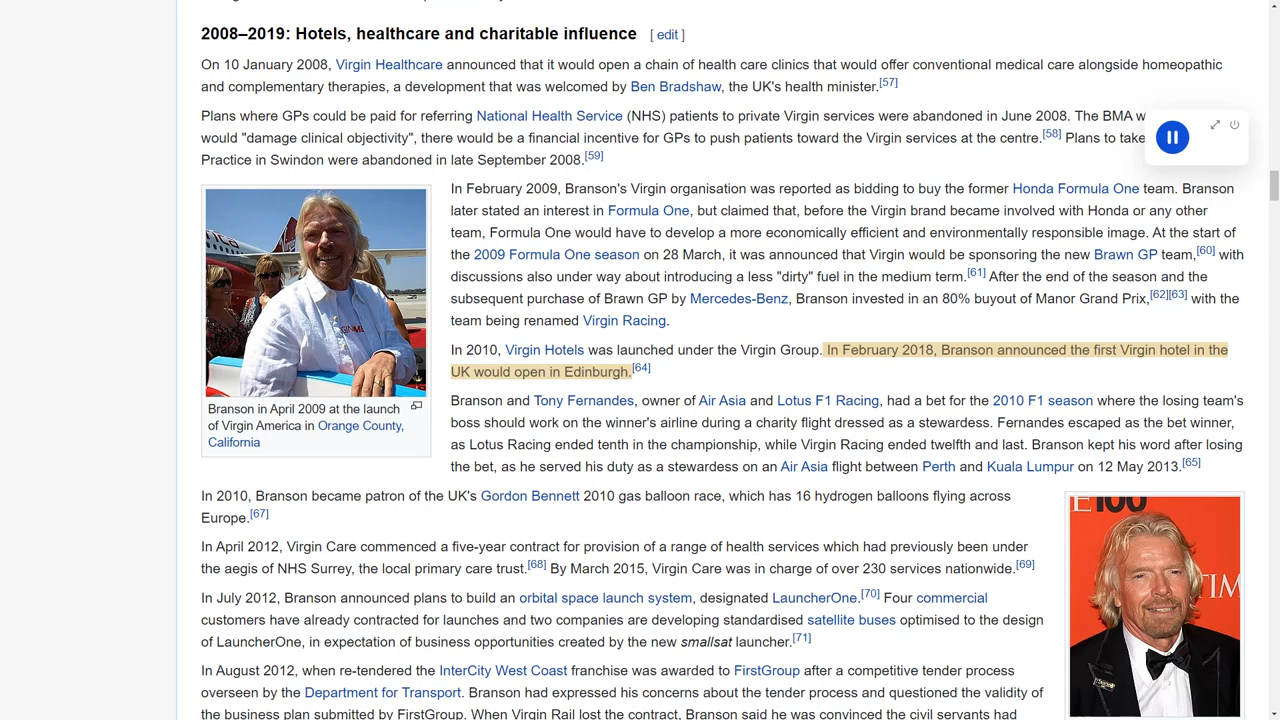 2008–2019: Hotels, healthcare and charitable influence [ edit ]
On 10 January 2008, Virgin Healthcare announced that it would open a chain of health care clinics that would offer conventional medical care alongside homeopathic
and complementary therapies, a development that was welcomed by Ben Bradshaw, the UK's health minister.[57]
Plans where GPs could be paid for referring National Health Service (NHS) patients to private Virgin services were abandoned in June 2008. The BMA w
would "damage clinical objectivity", there would be a financial incentive for GPs to push patients toward the Virgin services at the centre.[58] Plans to take
Practice in Swindon were abandoned in late September 2008.[59]
In February 2009, Branson's Virgin organisation was reported as bidding to buy the former Honda Formula One team. Branson
later stated an interest in Formula One, but claimed that, before the Virgin brand became involved with Honda or any other
team, Formula One would have to develop a more economically efficient and environmentally responsible image. At the start of
the 2009 Formula One season on 28 March, it was announced that Virgin would be sponsoring the new Brawn GP team,[60] with
discussions also under way about introducing a less "dirty" fuel in the medium term.[61] After the end of the season and the
subsequent purchase of Brawn GP by Mercedes-Benz, Branson invested in an 80% buyout of Manor Grand Prix,[62][63] with the
team being renamed Virgin Racing.
In 2010, Virgin Hotels was launched under the Virgin Group. In February 2018, Branson announced the first Virgin hotel in the
UK would open in Edinburgh.[64]
Branson in April 2009 at the launch
of Virgin America in Orange County,
California
Branson and Tony Fernandes, owner of Air Asia and Lotus F1 Racing, had a bet for the 2010 F1 season where the losing team's
boss should work on the winner's airline during a charity flight dressed as a stewardess. Fernandes escaped as the bet winner,
as Lotus Racing ended tenth in the championship, while Virgin Racing ended twelfth and last. Branson kept his word after losing
the bet, as he served his duty as a stewardess on an Air Asia flight between Perth and Kuala Lumpur on 12 May 2013.[65]
In 2010, Branson became patron of the UK's Gordon Bennett 2010 gas balloon race, which has 16 hydrogen balloons flying across
Europe.[67]
In April 2012, Virgin Care commenced a five-year contract for provision of a range of health services which had previously been under
the aegis of NHS Surrey, the local primary care trust.[68] By March 2015, Virgin Care was in charge of over 230 services nationwide.[69]
In July 2012, Branson announced plans to build an orbital space launch system, designated LauncherOne.[70] Four commercial
customers have already contracted for launches and two companies are developing standardised satellite buses optimised to the design
of LauncherOne, in expectation of business opportunities created by the new smallsat launcher.[71]
In August 2012, when re-tendered the InterCity West Coast franchise was awarded to FirstGroup after a competitive tender process
overseen by the Department for Transport. Branson had expressed his concerns about the tender process and questioned the validity of
the business plan submitted by FirstGroup. When Virgin Rail lost the contract, Branson said he was convinced the civil servants had
E 100
TIM